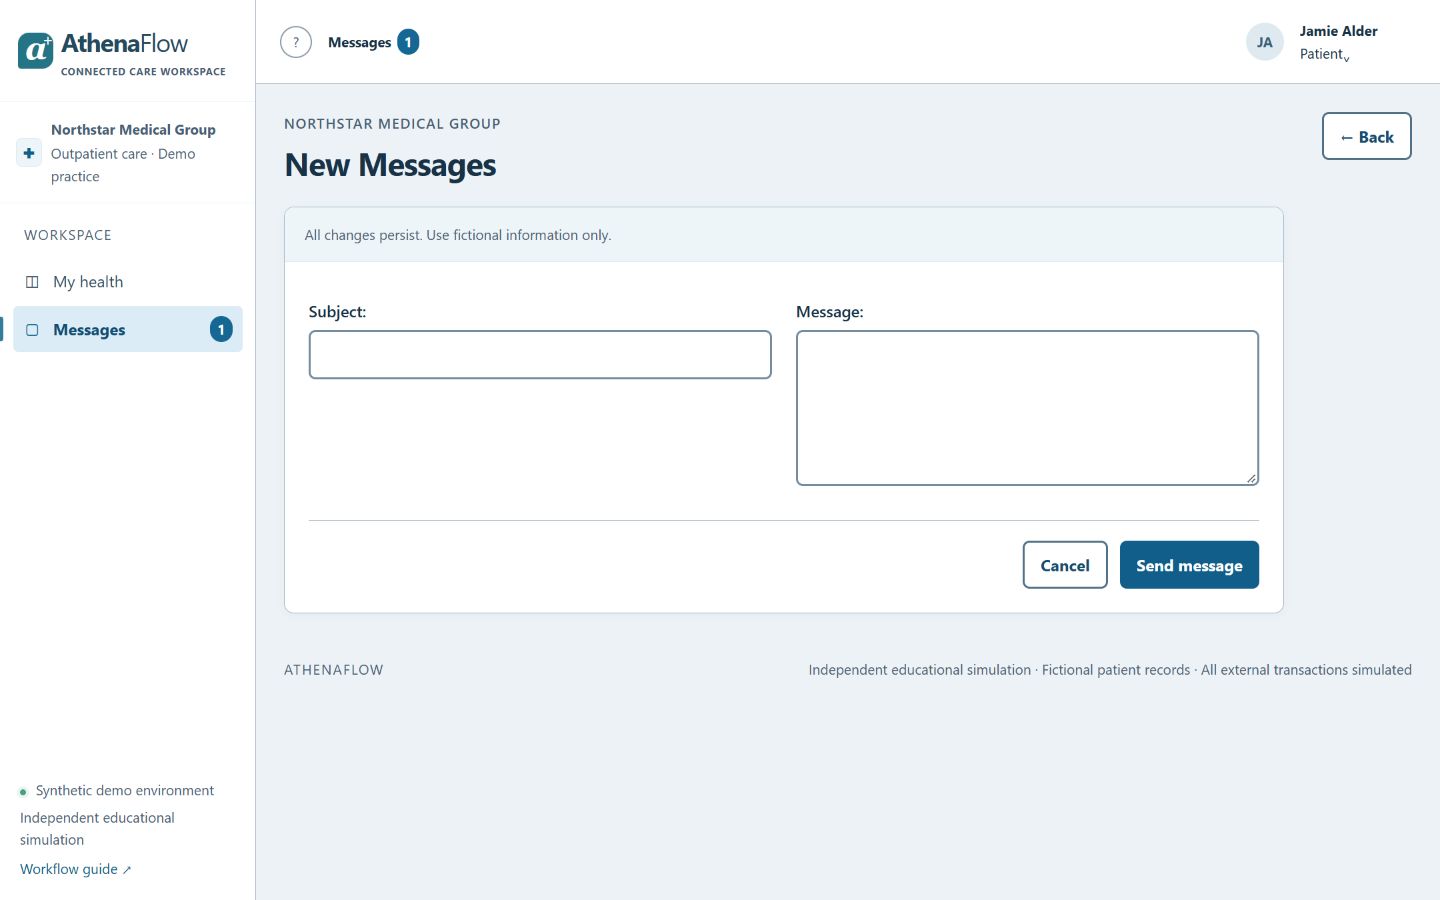 AthenaFlow
CONNECTED CARE WORKSPACE
Northstar Medical Group
Outpatient care · Demo
practice
WORKSPACE
My health
Messages 1
Synthetic demo environment
Independent educational
simulation
Workflow guide ↗
? Messages 1
JA
Jamie Alder
Patient
NORTHSTAR MEDICAL GROUP
New Messages
← Back
All changes persist. Use fictional information only.
Subject:
Message:
Cancel
Send message
ATHENAFLOW
Independent educational simulation · Fictional patient records · All external transactions simulated